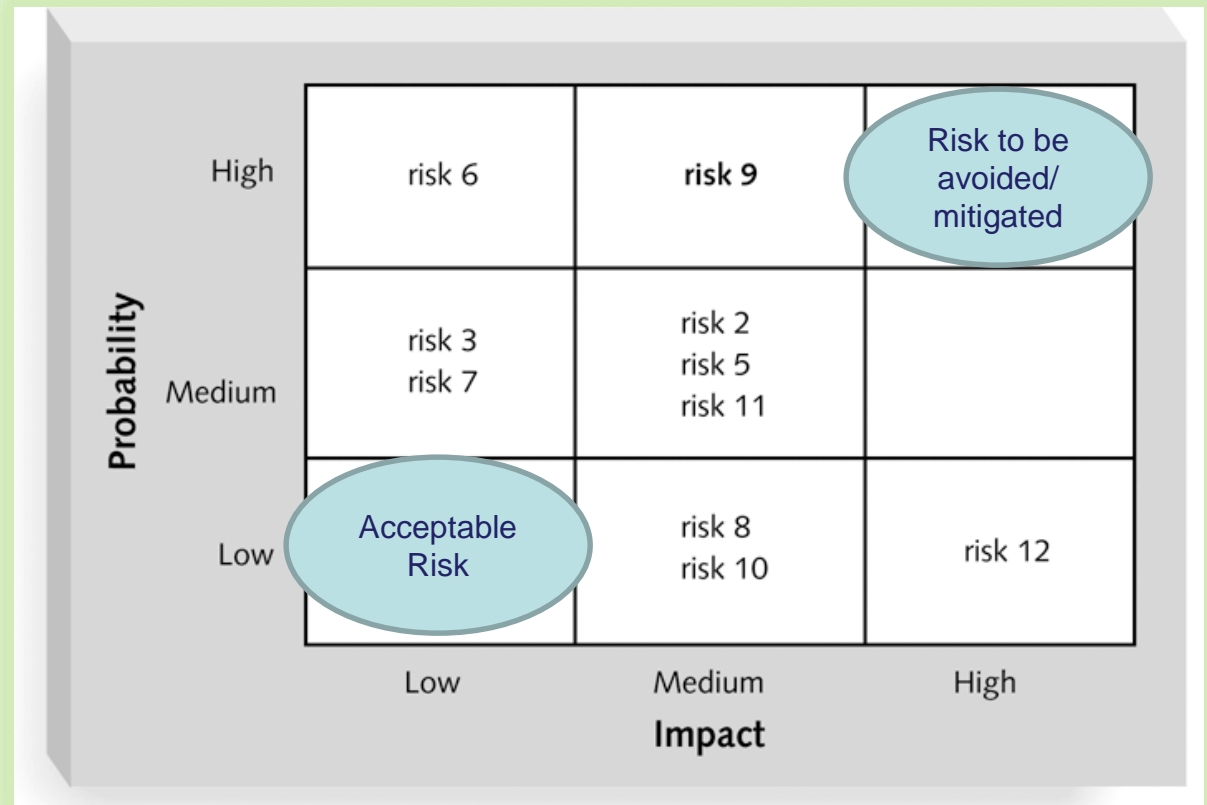 High
risk 6
risk 9
Risk to be
avoided/
mitigated
Probability
Medium
risk 3
risk 7
risk 2
risk 5
risk 11
Low
Acceptable
Risk
risk 8
risk 10
risk 12
Low
Medium
High
Impact